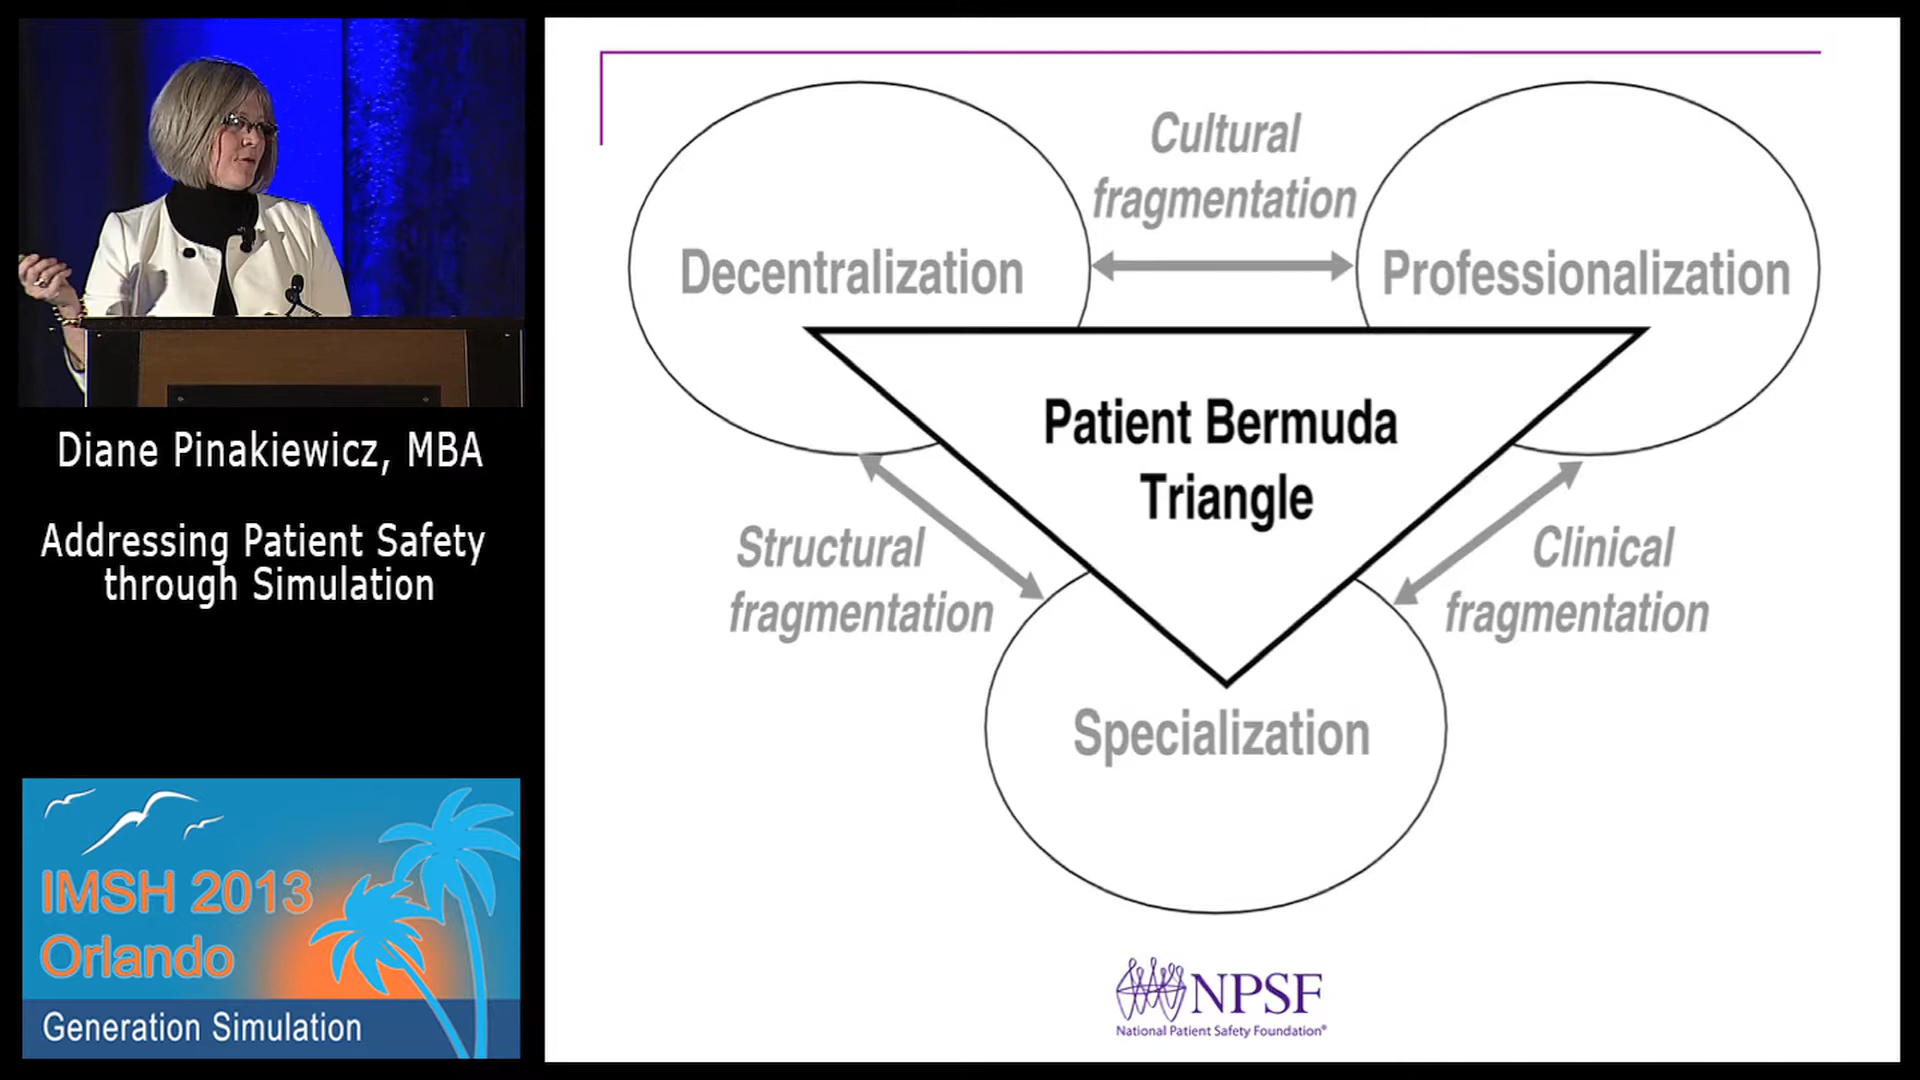 Diane Pinakiewicz, MBA
Addressing Patient Safety
through Simulation
IMSH 2013
Orlando
Generation Simulation
Cultural
fragmentation
Decentralization
Professionalization
Patient Bermuda
Triangle
Structural
fragmentation
Clinical
fragmentation
Specialization
NPSF
National Patient Safety Foundation®